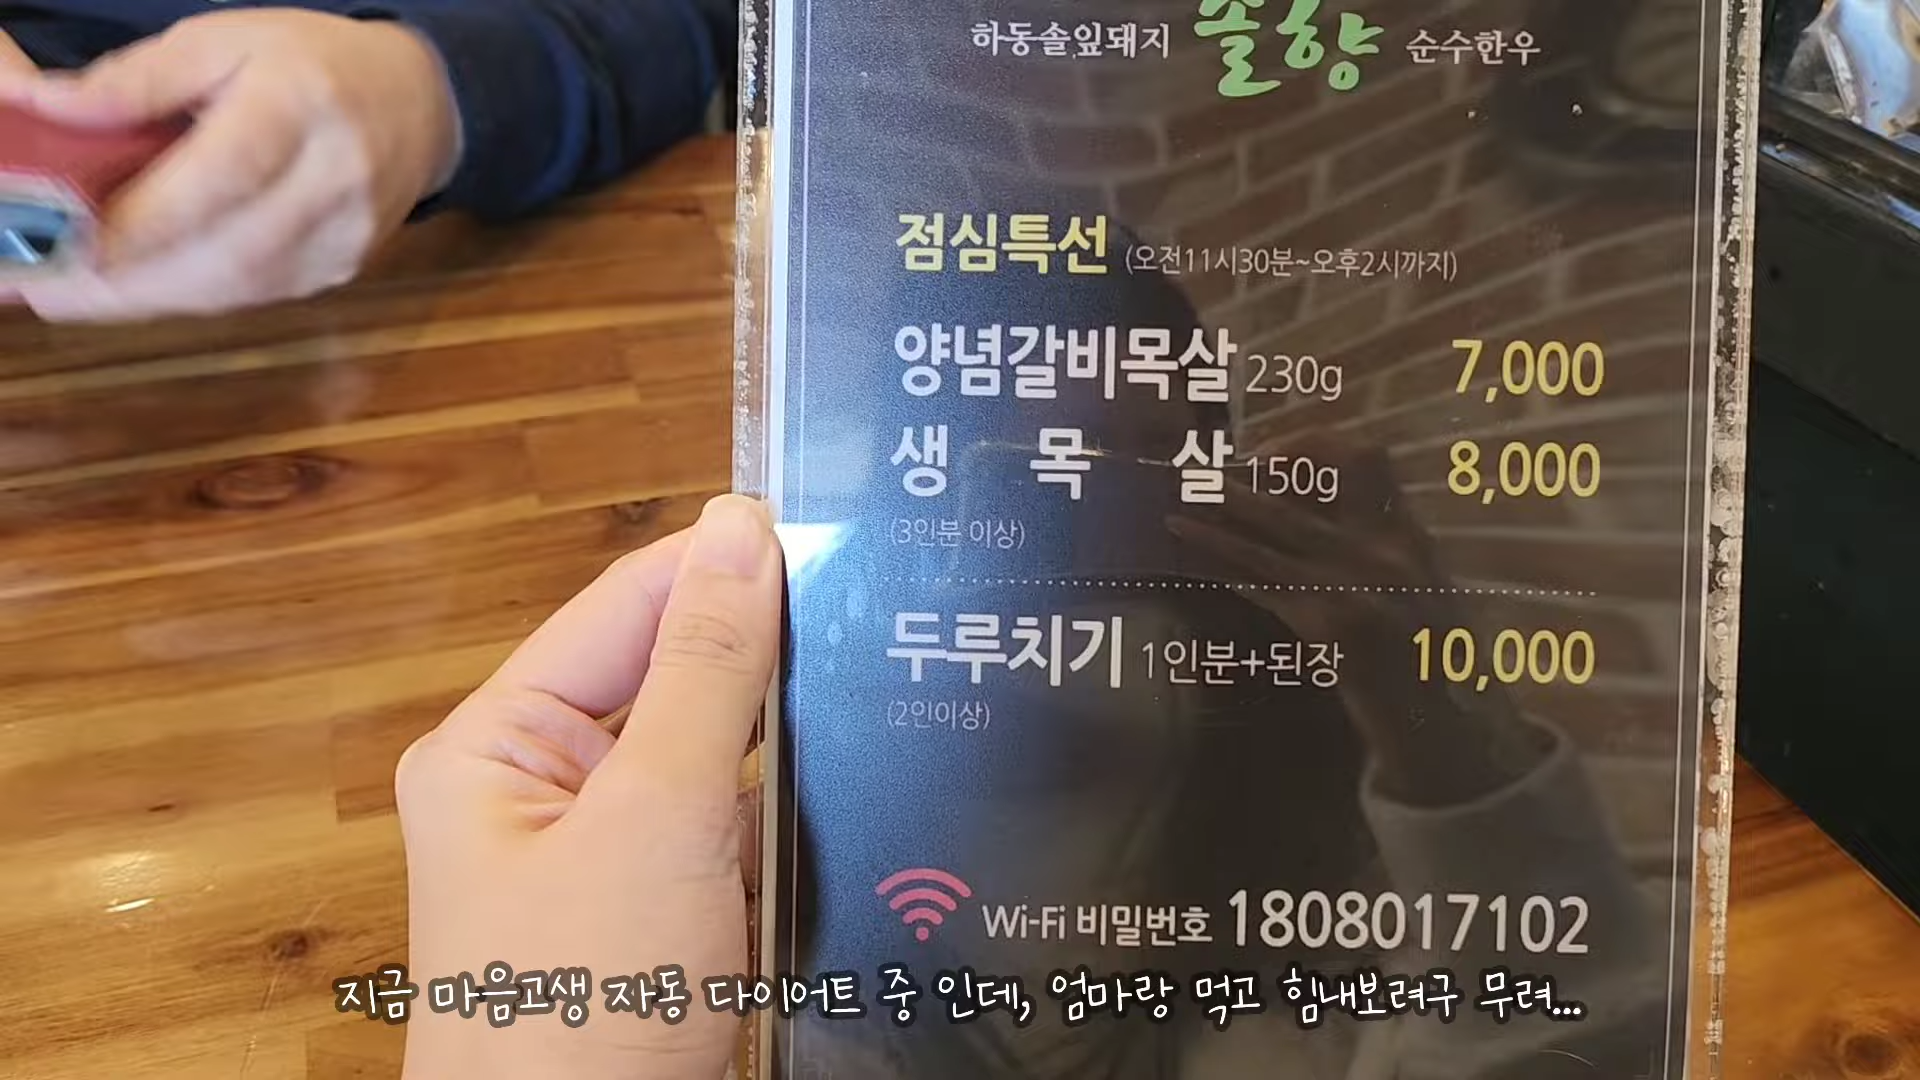 하동솔잎돼지 솔향 순수한우
점심특선 (오전11시30분~오후2시까지)
양념갈비목살 230g 7,000
생 목 살 150g 8,000
(3인분 이상)
두루치기 1인분+된장 10,000
(2인이상)
Wi-Fi 비밀번호 1808017102
지금 마음고생 자동 다이어트 중 인데, 엄마랑 먹고 힘내보려구 무려...